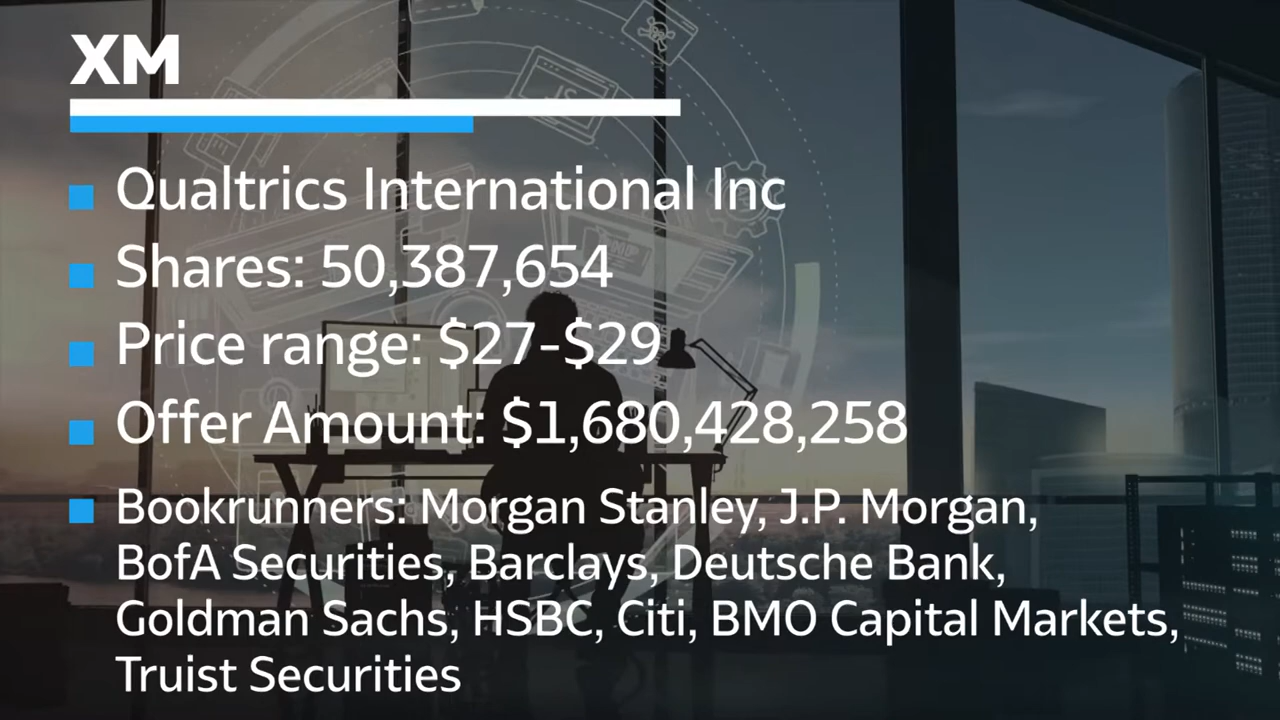 XM
Qualtrics International Inc
Shares: 50,387,654
Price range: $27-$29
Offer Amount: $1,680,428,258
Bookrunners: Morgan Stanley, J.P. Morgan,
BofA Securities, Barclays, Deutsche Bank,
Goldman Sachs, HSBC, Citi, BMO Capital Markets,
Truist Securities